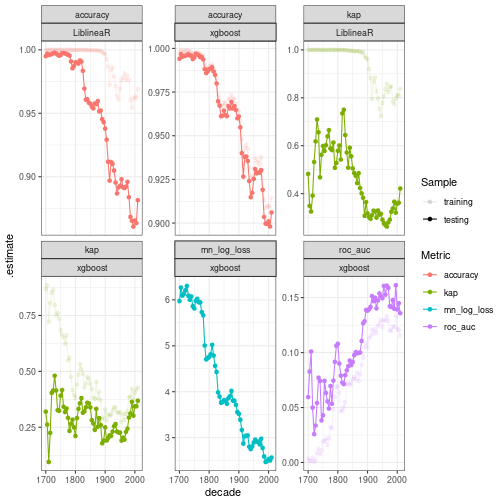 accuracy
accuracy
kap
LiblineaR
xgboost
LiblineaR
1.00
0.95
0.90
1.000
0.975
0.950
0.925
0.900
1.0
0.8
0.6
0.4
kap
mn_log_loss
roc_auc
xgboost
xgboost
xgboost
0.75
0.50
0.25
6
5
4
3
0.15
0.10
0.05
0.00
1700
1800
1900
2000
1700
1800
1900
2000
1700
1800
1900
2000
decade
.estimate
Sample
training
testing
Metric
accuracy
kap
mn_log_loss
roc_auc